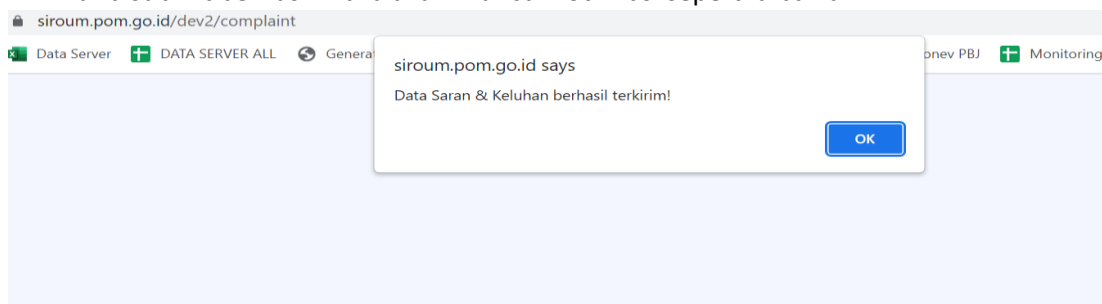 siroum.pom.go.id/dev2/complaint
Data Server DATA SERVER ALL Genera onev PBJ Monitoring
siroum.pom.go.id says
Data Saran & Keluhan berhasil terkirim!
OK